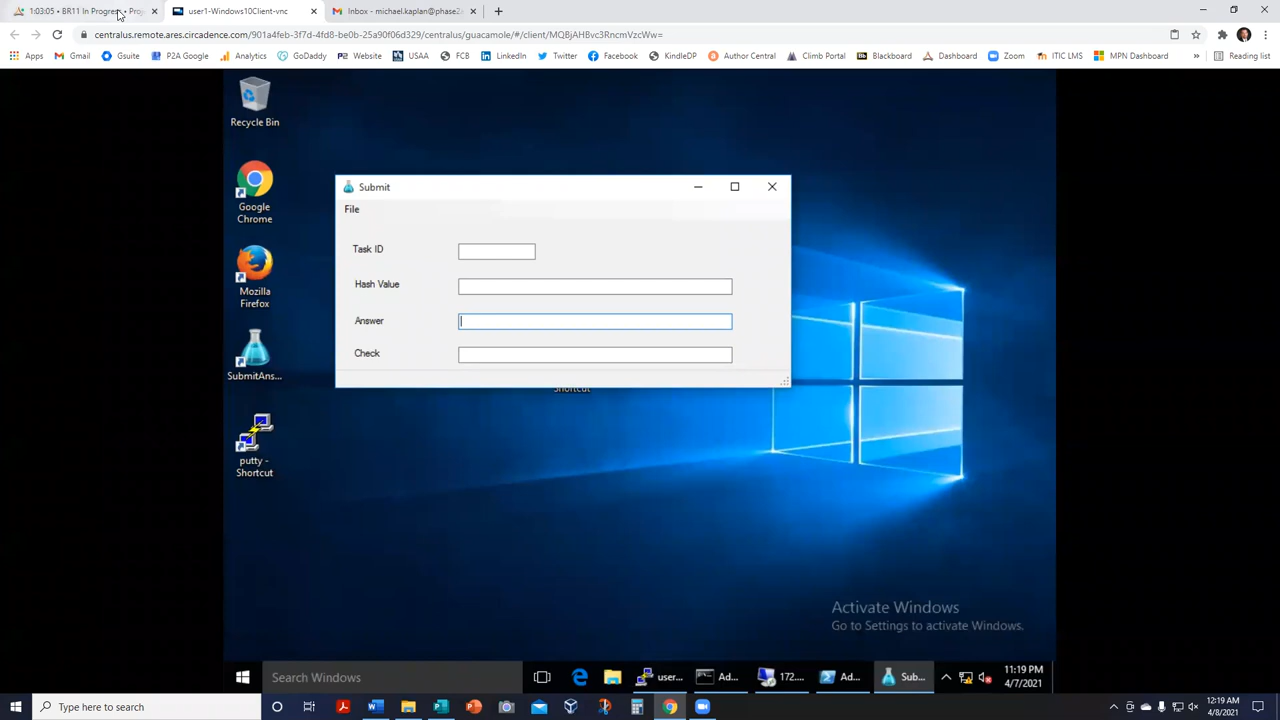 1:03:05 • BR11 In Progress • Proj
user1-Windows10Client-vnc
Inbox - michael.kaplan@phase2.
centralus.remote.ares.circadence.com/901a4feb-3f7d-4fd8-be0b-25a90f06d329/centralus/guacamole/#/client/MQBjAHBvc3RncmVzcWw=
Apps
Gmail
Gsuite
P2A Google
Analytics
GoDaddy
Website
USAA
FCB
LinkedIn
Twitter
Facebook
KindleDP
Author Central
Climb Portal
Blackboard
Dashboard
Zoom
ITIC LMS
MPN Dashboard
»
Reading list
Recycle Bin
Google
Chrome
Mozilla
Firefox
SubmitAns...
putty -
Shortcut
Submit
File
Task ID
Hash Value
Answer
Check
Shortcut
Activate Windows
Go to Settings to activate Windows.
Search Windows
user...
Ad...
172....
Ad...
Sub...
11:19 PM
4/7/2021
Type here to search
12:19 AM
4/8/2021